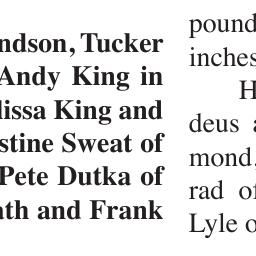 ndson, Tucker
Andy King in
lissa King and
stine Sweat of
Pete Dutka of
ath and Frank
pound
inches
H
deus a
mond,
rad of
Lyle o